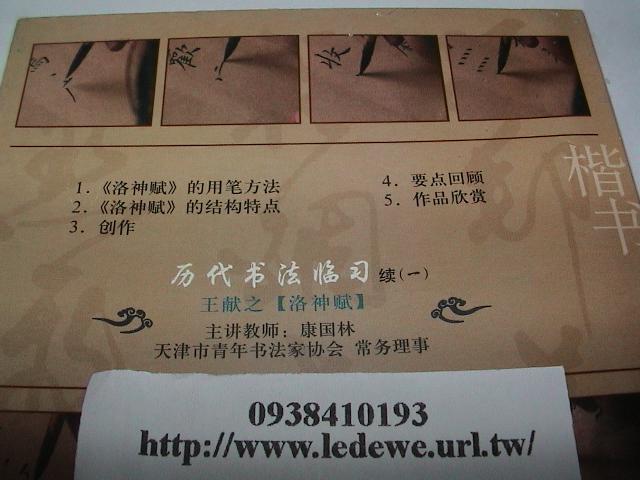 歡
收
楷书
1. 《洛神赋》的用笔方法
2. 《洛神赋》的结构特点
3. 创作
4. 要点回顾
5. 作品欣赏
历代书法临习 续(一)
王献之【洛神赋】
主讲教师：康国林
天津市青年书法家协会 常务理事
0938410193
http://www.ledewe.url.tw/